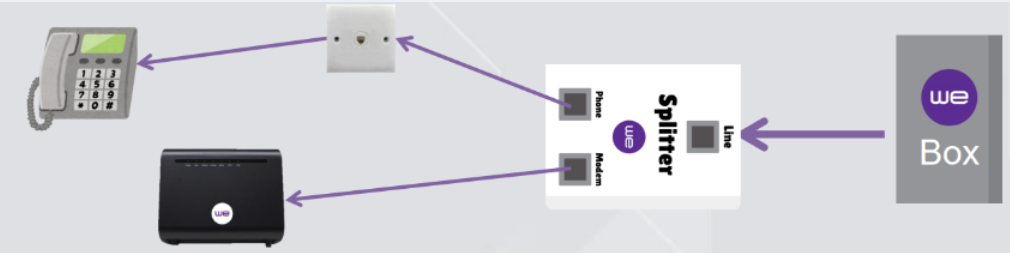 1 2 3
4 5 6
7 8 9
* 0 #
we
Phone
Modem
we
Splitter
Line
we
Box